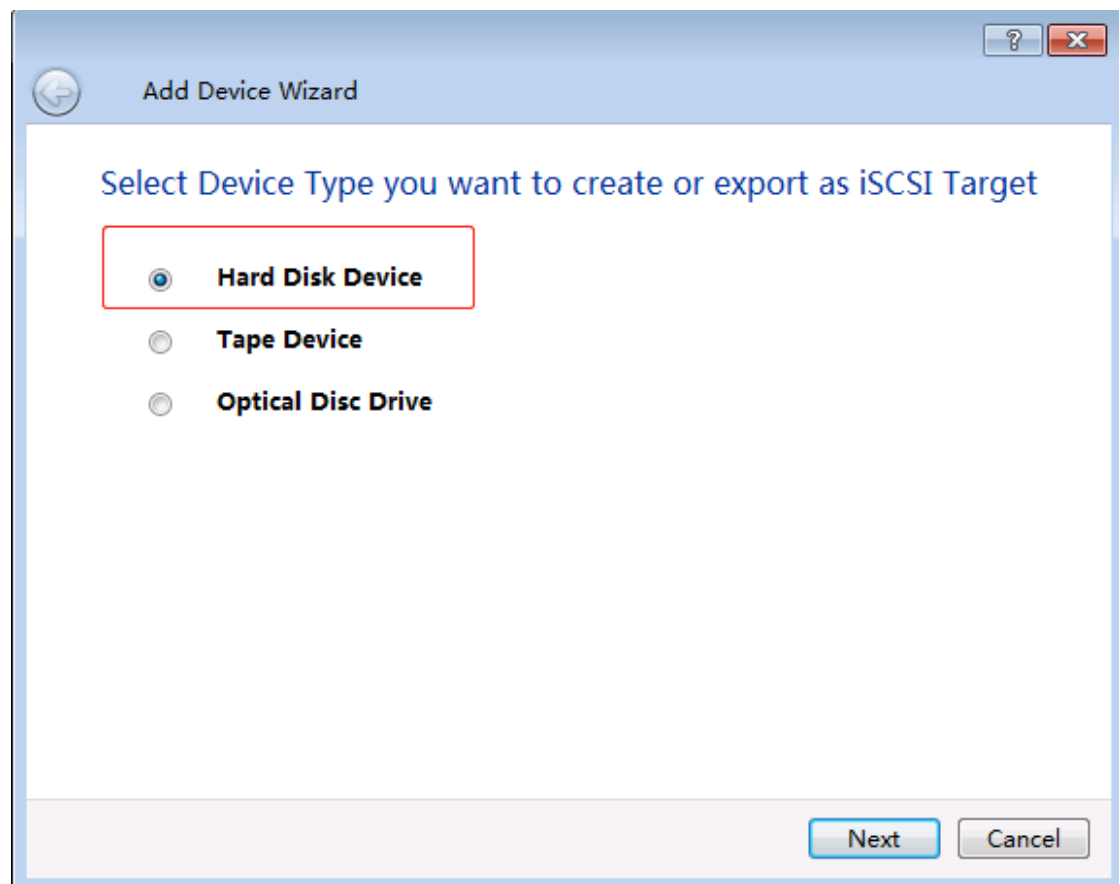 ?
x
Add Device Wizard
Select Device Type you want to create or export as iSCSI Target
Hard Disk Device
Tape Device
Optical Disc Drive
Next
Cancel